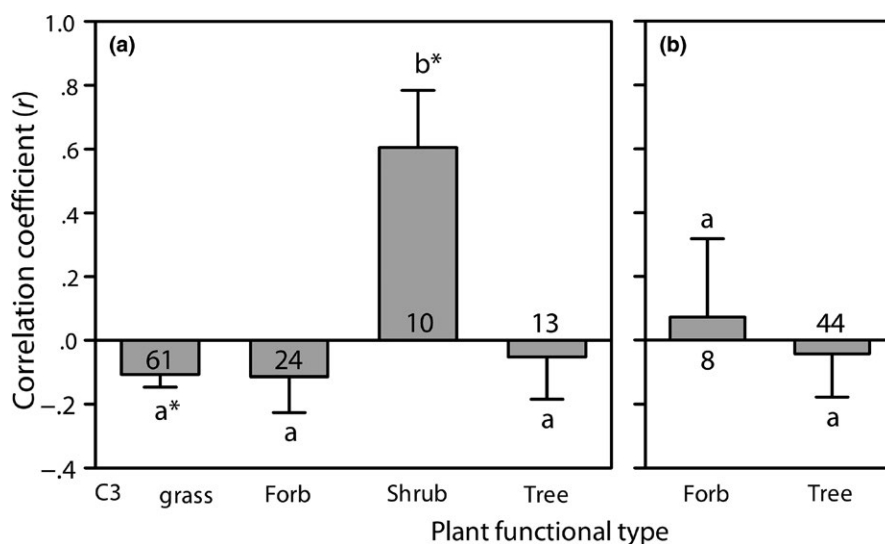 1.0
(a)
(b)
b*
.8
.6
.4
a
.2
10
13
44
.0
61
24
8
−.2
a*
a
a
a
−.4
C3 grass Forb Shrub Tree
Forb Tree
Plant functional type
Correlation coefficient (r)